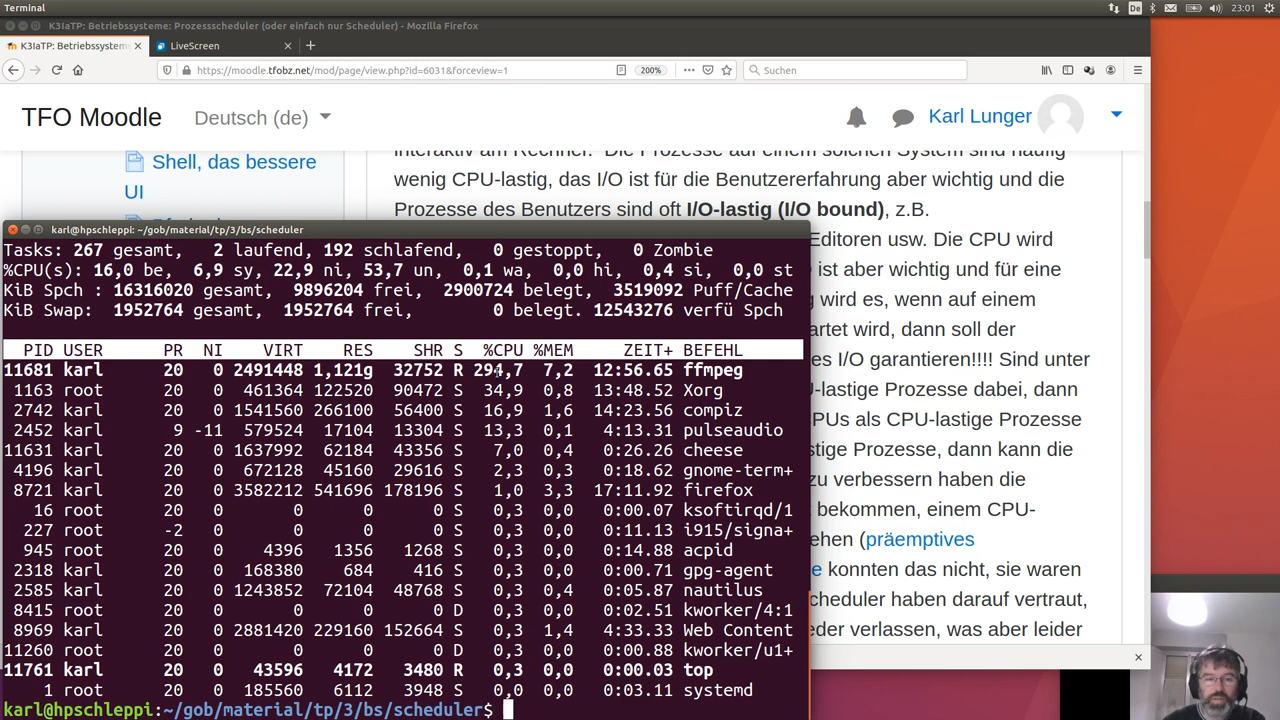 Terminal
De
23:01
K3IaTP: Betriebssysteme: Prozessscheduler (oder einfach nur Scheduler) - Mozilla Firefox
K3IaTP: Betriebssysteme
LiveScreen
https://moodle.tfobz.net/mod/page/view.php?id=6031&forceview=1
200%
Suchen
TFO Moodle
Deutsch (de)
Karl Lunger
Shell, das bessere
UI
interaktiv am Rechner. Die Prozesse auf einem solchen System sind häufig
wenig CPU-lastig, das I/O ist für die Benutzererfahrung aber wichtig und die
Prozesse des Benutzers sind oft I/O-lastig (I/O bound), z.B.
Editoren usw. Die CPU wird
ist aber wichtig und für eine
wird es, wenn auf einem
artet wird, dann soll der
es I/O garantieren!!!! Sind unter
-lastige Prozesse dabei, dann
PUs als CPU-lastige Prozesse
stige Prozesse, dann kann die
zu verbessern haben die
bekommen, einem CPU-
ehen (präemptives
e konnten das nicht, sie waren
cheduler haben darauf vertraut,
eder verlassen, was aber leider
karl@hpschleppi: ~/gob/material/tp/3/bs/scheduler
Tasks: 267 gesamt, 2 laufend, 192 schlafend, 0 gestoppt, 0 Zombie
%CPU(s): 16,0 be, 6,9 sy, 22,9 ni, 53,7 un, 0,1 wa, 0,0 hi, 0,4 si, 0,0 st
KiB Spch : 16316020 gesamt, 9896204 frei, 2900724 belegt, 3519092 Puff/Cache
KiB Swap: 1952764 gesamt, 1952764 frei, 0 belegt. 12543276 verfü Spch
PID USER PR NI VIRT RES SHR S %CPU %MEM ZEIT+ BEFEHL
11681 karl 20 0 2491448 1,121g 32752 R 294,7 7,2 12:56.65 ffmpeg
1163 root 20 0 461364 122520 90472 S 34,9 0,8 13:48.52 Xorg
2742 karl 20 0 1541560 266100 56400 S 16,9 1,6 14:23.56 compiz
2452 karl 9 -11 579524 17104 13304 S 13,3 0,1 4:13.31 pulseaudio
11631 karl 20 0 1637992 62184 43356 S 7,0 0,4 0:26.26 cheese
4196 karl 20 0 672128 45160 29616 S 2,3 0,3 0:18.62 gnome-term+
8721 karl 20 0 3582212 541696 178196 S 1,0 3,3 17:11.92 firefox
16 root 20 0 0 0 0 S 0,3 0,0 0:00.07 ksoftirqd/1
227 root -2 0 0 0 0 S 0,3 0,0 0:11.13 i915/signa+
945 root 20 0 4396 1356 1268 S 0,3 0,0 0:14.88 acpid
2318 karl 20 0 168380 684 416 S 0,3 0,0 0:00.71 gpg-agent
2585 karl 20 0 1243852 72104 48768 S 0,3 0,4 0:05.87 nautilus
8415 root 20 0 0 0 0 D 0,3 0,0 0:02.51 kworker/4:1
8969 karl 20 0 2881420 229160 152664 S 0,3 1,4 4:33.33 Web Content
11260 root 20 0 0 0 0 D 0,3 0,0 0:00.88 kworker/u1+
11761 karl 20 0 43596 4172 3480 R 0,3 0,0 0:00.03 top
1 root 20 0 185560 6112 3948 S 0,0 0,0 0:03.11 systemd
karl@hpschleppi:~/gob/material/tp/3/bs/scheduler$